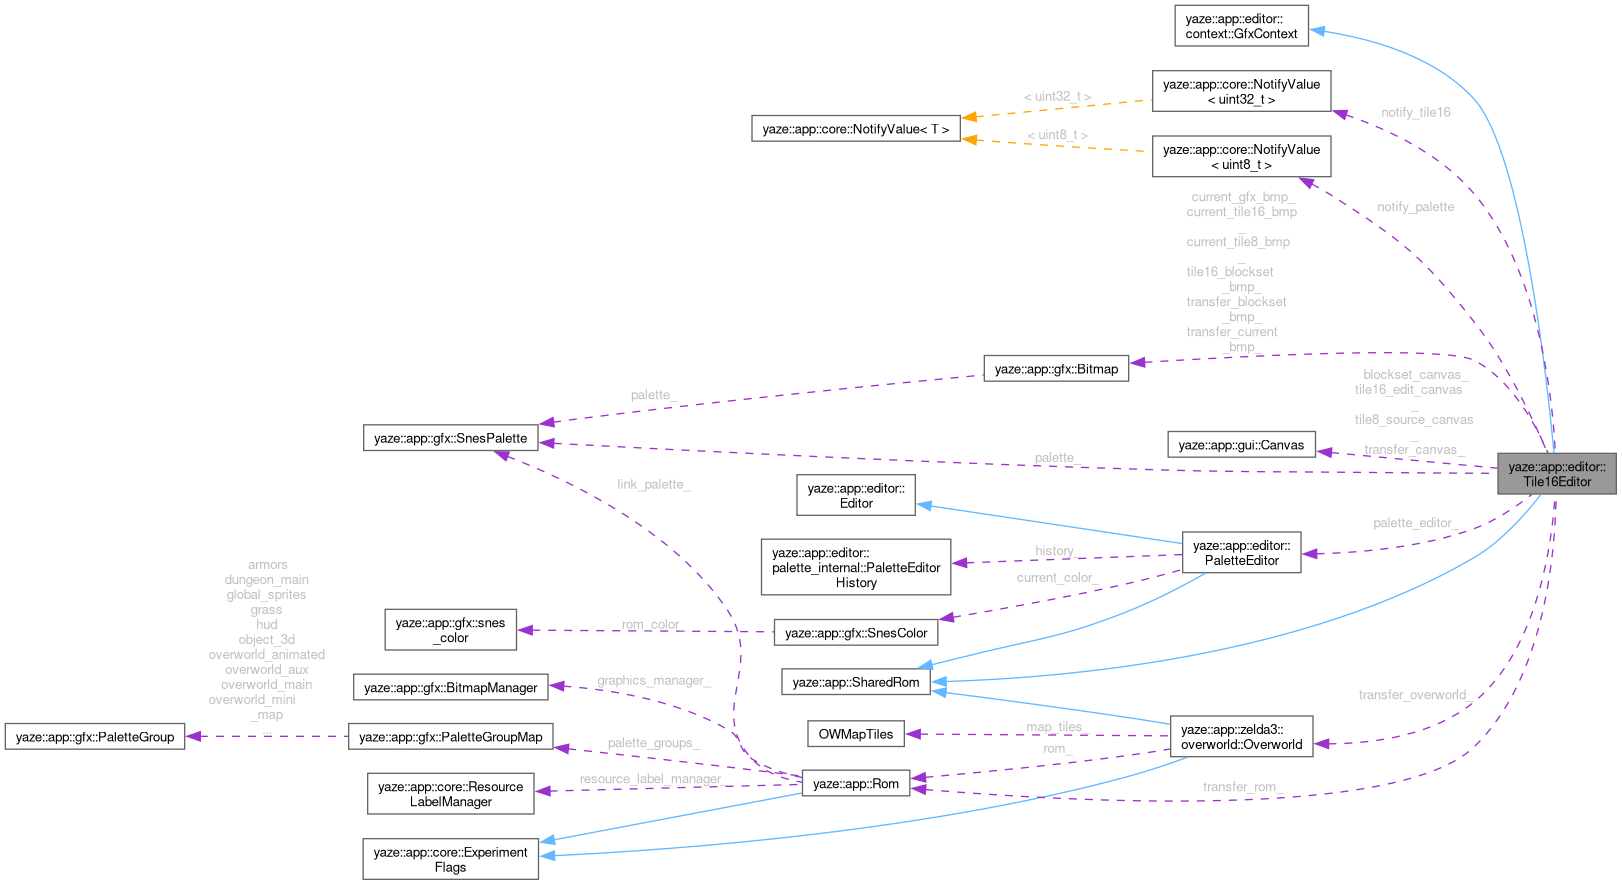 yaze::app::editor::
context::GfxContext
yaze::app::core::NotifyValue
< uint32_t >
< uint32_t >
notify_tile16
yaze::app::core::NotifyValue< T >
< uint8_t >
yaze::app::core::NotifyValue
< uint8_t >
notify_palette
current_gfx_bmp_
current_tile16_bmp
_
current_tile8_bmp
_
tile16_blockset
_bmp_
transfer_blockset
_bmp_
transfer_current
_bmp_
yaze::app::gfx::Bitmap
palette_
blockset_canvas_
tile16_edit_canvas
_
tile8_source_canvas
_
transfer_canvas_
yaze::app::gfx::SnesPalette
yaze::app::gui::Canvas
palette_
yaze::app::editor::
Tile16Editor
link_palette_
yaze::app::editor::
Editor
palette_editor_
yaze::app::editor::
PaletteEditor
history_
yaze::app::editor::
palette_internal::PaletteEditor
History
current_color_
armors
dungeon_main
global_sprites
grass
hud
object_3d
overworld_animated
overworld_aux
overworld_main
overworld_mini
_map
...
yaze::app::gfx::snes
_color
rom_color
yaze::app::gfx::SnesColor
yaze::app::SharedRom
yaze::app::gfx::BitmapManager
graphics_manager_
transfer_overworld_
yaze::app::gfx::PaletteGroup
yaze::app::gfx::PaletteGroupMap
palette_groups_
OWMapTiles
map_tiles_
rom_
yaze::app::zelda3::
overworld::Overworld
yaze::app::core::Resource
LabelManager
resource_label_manager_
yaze::app::Rom
transfer_rom_
yaze::app::core::Experiment
Flags